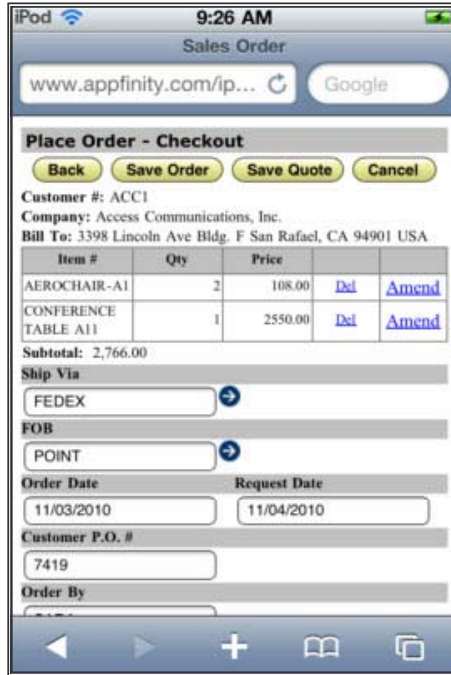 iPod 9:26 AM
Sales Order
www.appfinity.com/ip... Google
Place Order - Checkout
Back Save Order Save Quote Cancel
Customer #: ACC1
Company: Access Communications, Inc.
Bill To: 3398 Lincoln Ave Bldg. F San Rafael, CA 94901 USA
Item # Qty Price
AEROCHAIR-A1 2 108.00 Del Amend
CONFERENCE
TABLE A11 1 2550.00 Del Amend
Subtotal: 2,766.00
Ship Via
FEDEX
FOB
POINT
Order Date Request Date
11/03/2010 11/04/2010
Customer P.O. #
7419
Order By